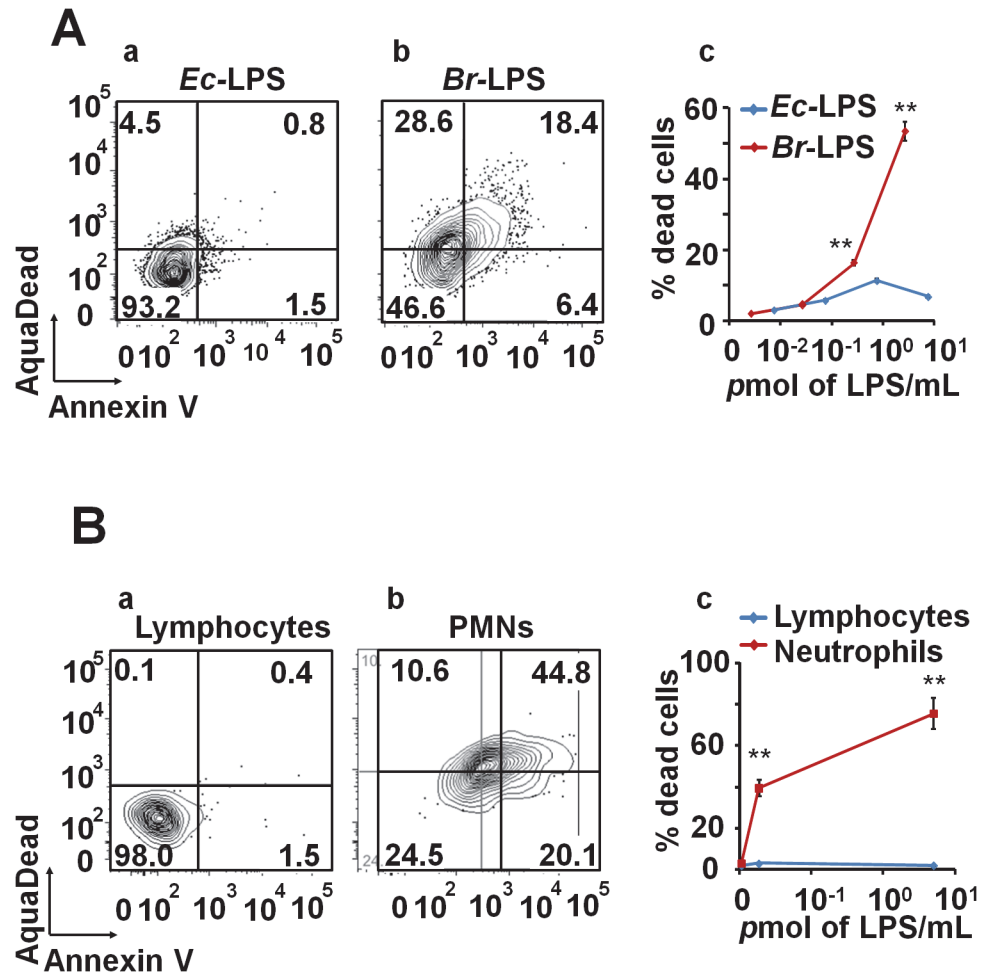 A
a
b
c
Ec-LPS
Br-LPS
Ec-LPS
Br-LPS
10^5
10^4
10^3
10^2
0
4.5
0.8
93.2
1.5
28.6
18.4
46.6
6.4
60
40
20
0
**
**
% dead cells
AquaDead
0 10^2 10^3 10^4 10^5
0 10^2 10^3 10^4 10^5
0 10^-2 10^-1 10^0 10^1
Annexin V
pmol of LPS/mL
B
a
b
c
Lymphocytes
PMNs
Lymphocytes
Neutrophils
10^5
10^4
10^3
10^2
0
0.1
0.4
98.0
1.5
10.
10.6
44.8
24.
24.5
20.1
100
60
20
0
**
**
% dead cells
AquaDead
0 10^2 10^3 10^4 10^5
0 10^2 10^3 10^4 10^5
0 10^-1 10^0 10^1
Annexin V
pmol of LPS/mL